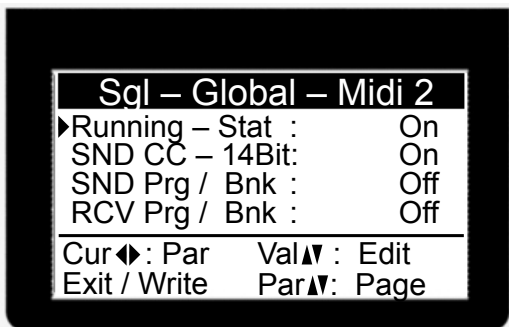 Sgl – Global – Midi 2
Running – Stat : On
SND CC – 14Bit: On
SND Prg / Bnk : Off
RCV Prg / Bnk : Off
Cur : Par Val : Edit
Exit / Write Par : Page